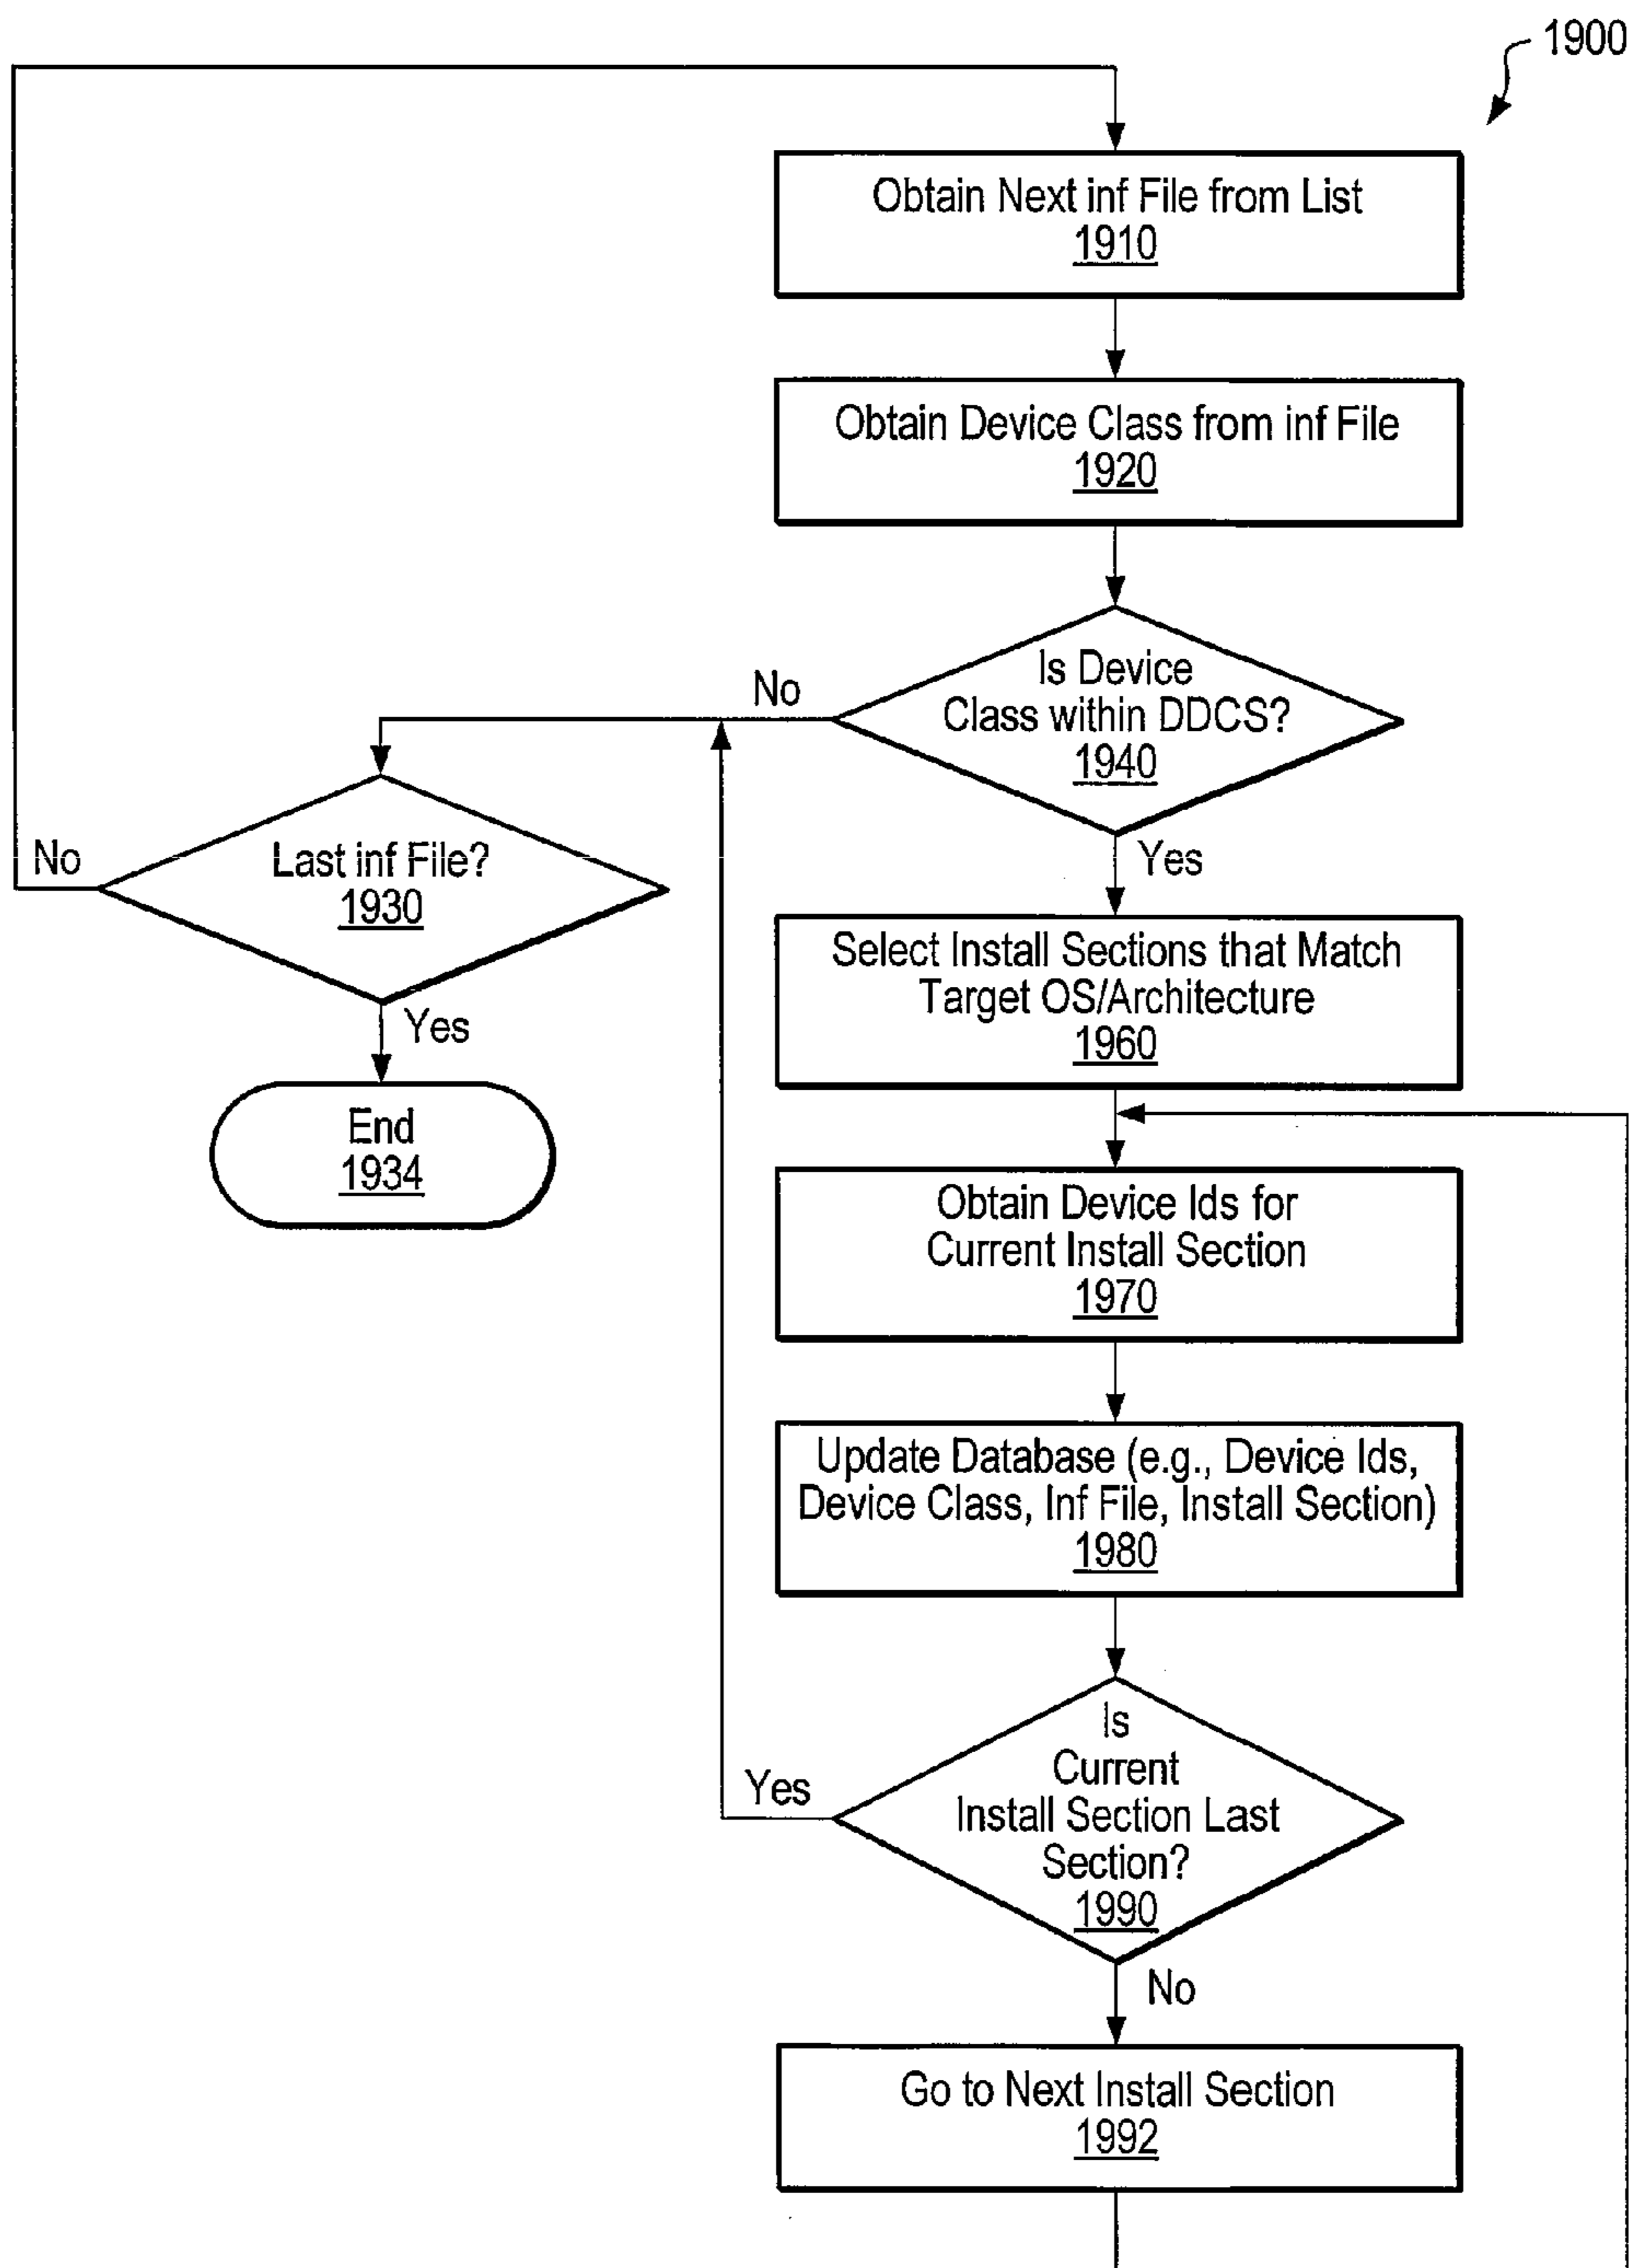 1900
Obtain Next inf File from List
1910
Obtain Device Class from inf File
1920
Is Device
Class within DDCS?
1940
No
Yes
Last inf File?
1930
No
Yes
End
1934
Select Install Sections that Match
Target OS/Architecture
1960
Obtain Device Ids for
Current Install Section
1970
Update Database (e.g., Device Ids,
Device Class, Inf File, Install Section)
1980
Is
Current
Install Section Last
Section?
1990
Yes
No
Go to Next Install Section
1992